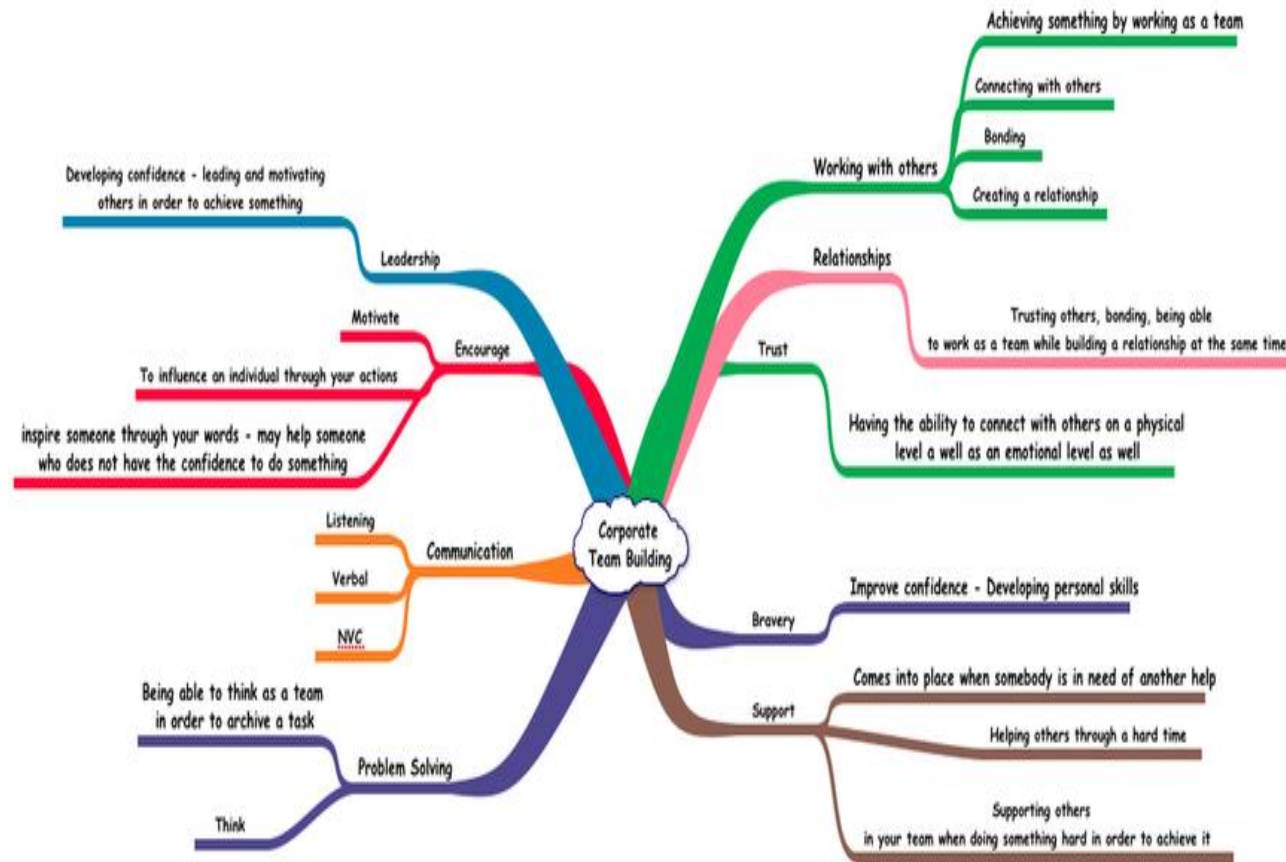 Achieving something by working as a team
Connecting with others
Bonding
Working with others
Creating a relationship
Developing confidence - leading and motivating
others in order to achieve something
Leadership
Relationships
Trusting others, bonding, being able
to work as a team while building a relationship at the same time
Motivate
Encourage
To influence an individual through your actions
inspire someone through your words - may help someone
who does not have the confidence to do something
Trust
Having the ability to connect with others on a physical
level a well as an emotional level as well
Corporate
Team Building
Listening
Communication
Verbal
NVC
Bravery
Improve confidence - Developing personal skills
Being able to think as a team
in order to archive a task
Problem Solving
Think
Support
Comes into place when somebody is in need of another help
Helping others through a hard time
Supporting others
in your team when doing something hard in order to achieve it